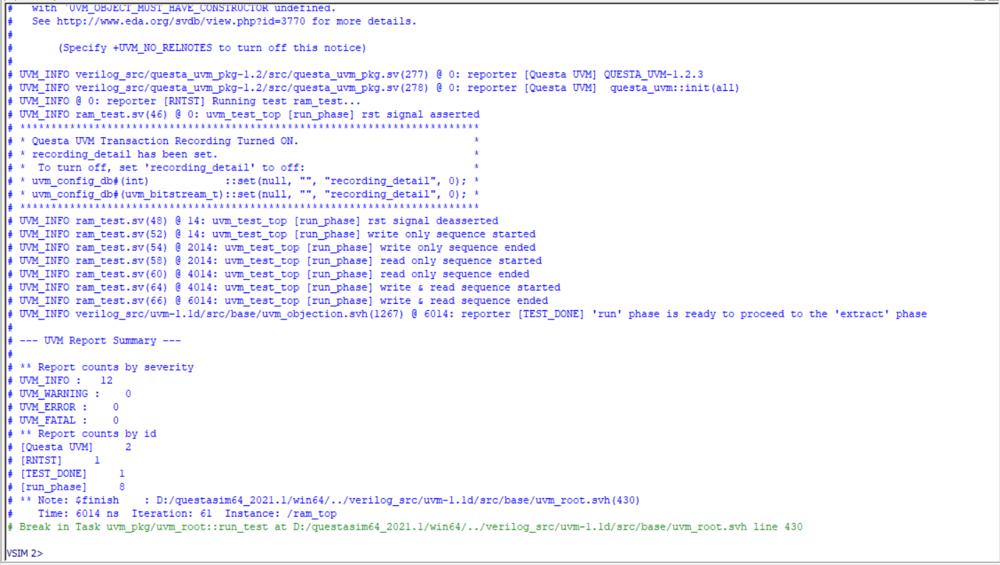 #   with `UVM_OBJECT_MUST_HAVE_CONSTRUCTOR undefined.
#   See http://www.eda.org/svdb/view.php?id=3770 for more details.
#
#       (Specify +UVM_NO_RELNOTES to turn off this notice)
#
# UVM_INFO verilog_src/questa_uvm_pkg-1.2/src/questa_uvm_pkg.sv(277) @ 0: reporter [Questa UVM] QUESTA_UVM-1.2.3
# UVM_INFO verilog_src/questa_uvm_pkg-1.2/src/questa_uvm_pkg.sv(278) @ 0: reporter [Questa UVM]  questa_uvm::init(all)
# UVM_INFO @ 0: reporter [RNTST] Running test ram_test...
# UVM_INFO ram_test.sv(46) @ 0: uvm_test_top [run_phase] rst signal asserted
# **************************************************************************
# * Questa UVM Transaction Recording Turned ON.                            *
# * recording_detail has been set.                                         *
# *  To turn off, set 'recording_detail' to off:                           *
# * uvm_config_db#(int)            ::set(null, "", "recording_detail", 0); *
# * uvm_config_db#(uvm_bitstream_t)::set(null, "", "recording_detail", 0); *
# **************************************************************************
# UVM_INFO ram_test.sv(48) @ 14: uvm_test_top [run_phase] rst signal deasserted
# UVM_INFO ram_test.sv(52) @ 14: uvm_test_top [run_phase] write only sequence started
# UVM_INFO ram_test.sv(54) @ 2014: uvm_test_top [run_phase] write only sequence ended
# UVM_INFO ram_test.sv(58) @ 2014: uvm_test_top [run_phase] read only sequence started
# UVM_INFO ram_test.sv(60) @ 4014: uvm_test_top [run_phase] read only sequence ended
# UVM_INFO ram_test.sv(64) @ 4014: uvm_test_top [run_phase] write & read sequence started
# UVM_INFO ram_test.sv(66) @ 6014: uvm_test_top [run_phase] write & read sequence ended
# UVM_INFO verilog_src/uvm-1.1d/src/base/uvm_objection.svh(1267) @ 6014: reporter [TEST_DONE] 'run' phase is ready to proceed to the 'extract' phase
#
# --- UVM Report Summary ---
#
# ** Report counts by severity
# UVM_INFO :   12
# UVM_WARNING :    0
# UVM_ERROR :    0
# UVM_FATAL :    0
# ** Report counts by id
# [Questa UVM]     2
# [RNTST]     1
# [TEST_DONE]     1
# [run_phase]     8
# ** Note: $finish    : D:/questasim64_2021.1/win64/../verilog_src/uvm-1.1d/src/base/uvm_root.svh(430)
#    Time: 6014 ns  Iteration: 61  Instance: /ram_top
# Break in Task uvm_pkg/uvm_root::run_test at D:/questasim64_2021.1/win64/../verilog_src/uvm-1.1d/src/base/uvm_root.svh line 430
VSIM 2>